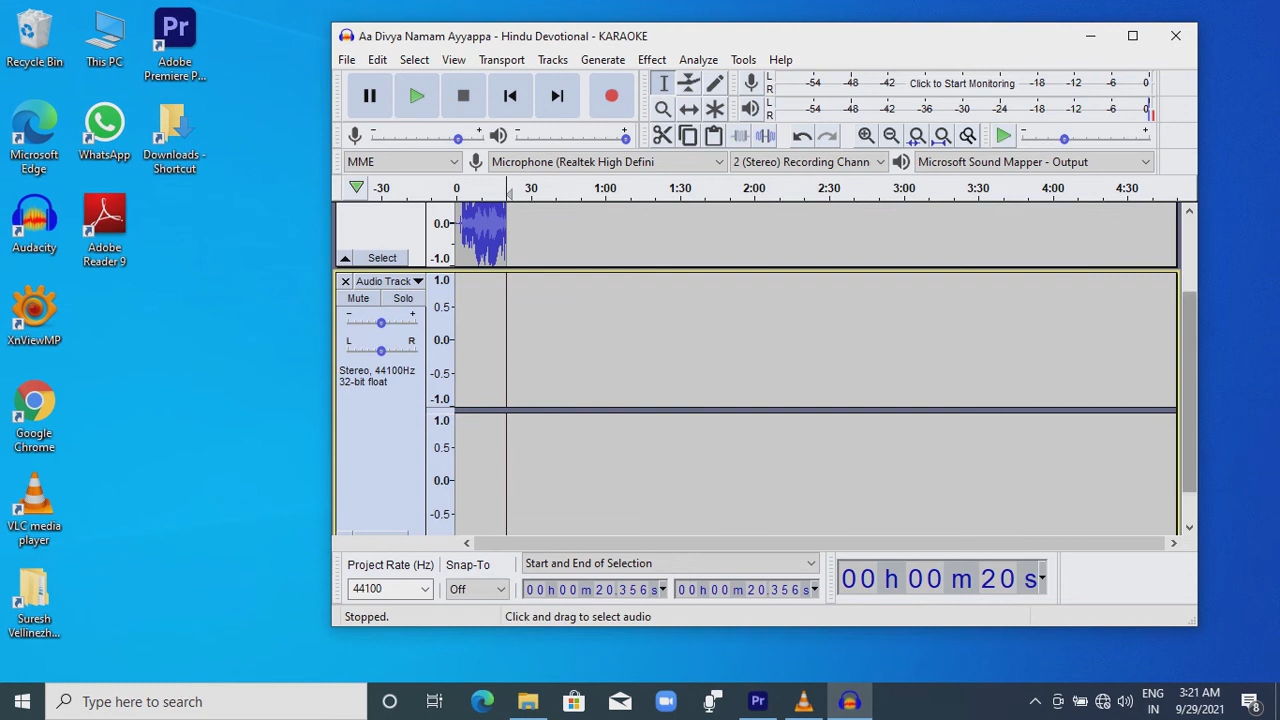 Recycle Bin
This PC
Adobe
Premiere P...
Microsoft
Edge
WhatsApp
Downloads -
Shortcut
Audacity
Adobe
Reader 9
XnViewMP
Google
Chrome
VLC media
player
Suresh
Vellinezh...
Aa Divya Namam Ayyappa - Hindu Devotional - KARAOKE
File Edit Select View Transport Tracks Generate Effect Analyze Tools Help
L
R
-54 -48 -42 Click to Start Monitoring -18 -12 -6 0
L
R
-54 -48 -42 -36 -30 -24 -18 -12 -6 0
MME
Microphone (Realtek High Defini
2 (Stereo) Recording Chann
Microsoft Sound Mapper - Output
-30 0 30 1:00 1:30 2:00 2:30 3:00 3:30 4:00 4:30
0.0
-1.0
Select
Audio Track
Mute Solo
- +
L R
Stereo, 44100Hz
32-bit float
1.0
0.5
0.0
-0.5
-1.0
1.0
0.5
0.0
-0.5
Project Rate (Hz)
Snap-To
Start and End of Selection
44100
Off
00h00m20.356s
00h00m20.356s
00 h 00 m 20 s
Stopped.
Click and drag to select audio
Type here to search
ENG
IN
3:21 AM
9/29/2021
8